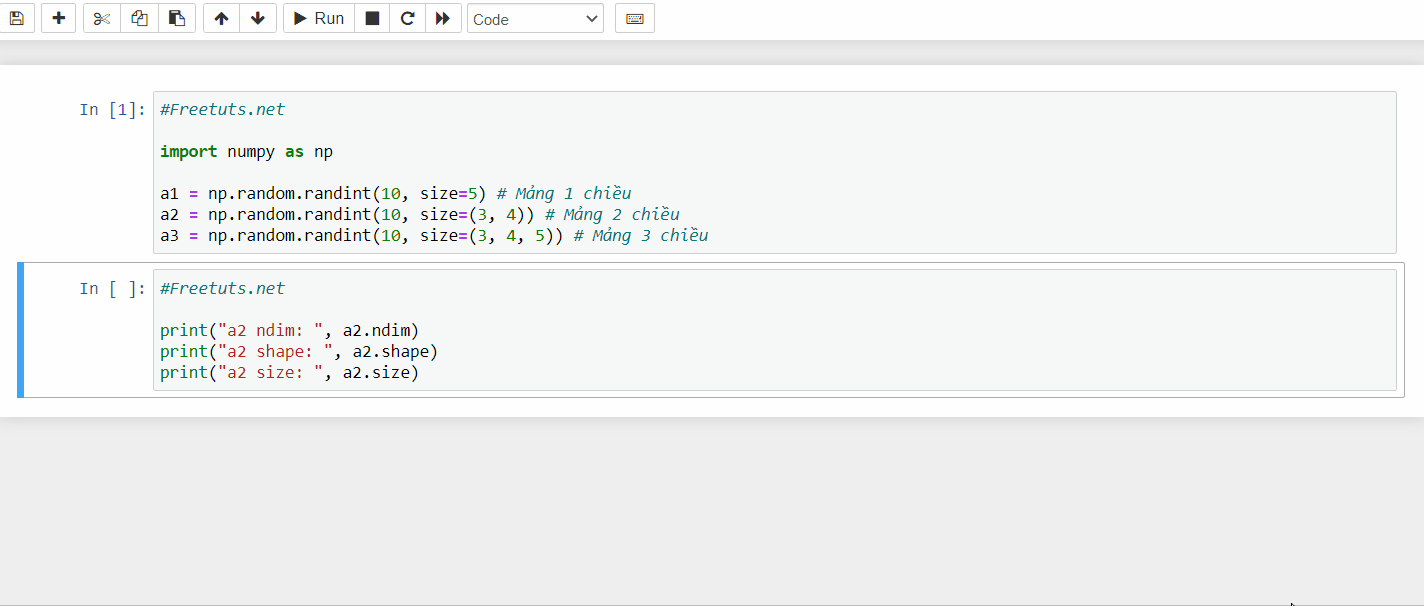 Run
Code
In [1]:
#Freetuts.net
import numpy as np
a1 = np.random.randint(10, size=5) # Mảng 1 chiều
a2 = np.random.randint(10, size=(3, 4)) # Mảng 2 chiều
a3 = np.random.randint(10, size=(3, 4, 5)) # Mảng 3 chiều
In [ ]:
#Freetuts.net
print("a2 ndim: ", a2.ndim)
print("a2 shape: ", a2.shape)
print("a2 size: ", a2.size)